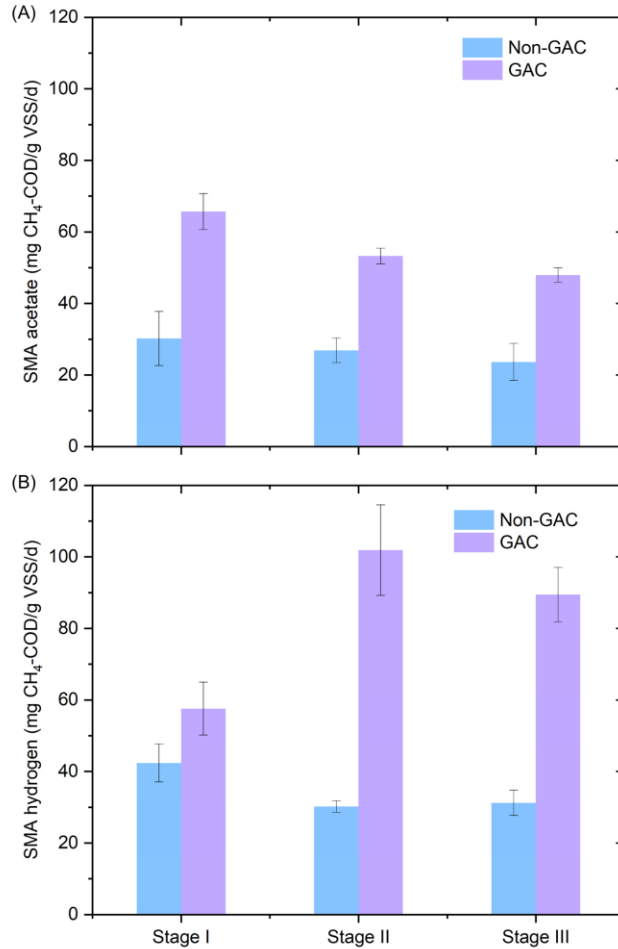 (A)
120
100
80
60
40
20
0
SMA acetate (mg CH₄-COD/g VSS/d)
Non-GAC
GAC
(B)
120
100
80
60
40
20
0
SMA hydrogen (mg CH₄-COD/g VSS/d)
Non-GAC
GAC
Stage I Stage II Stage III